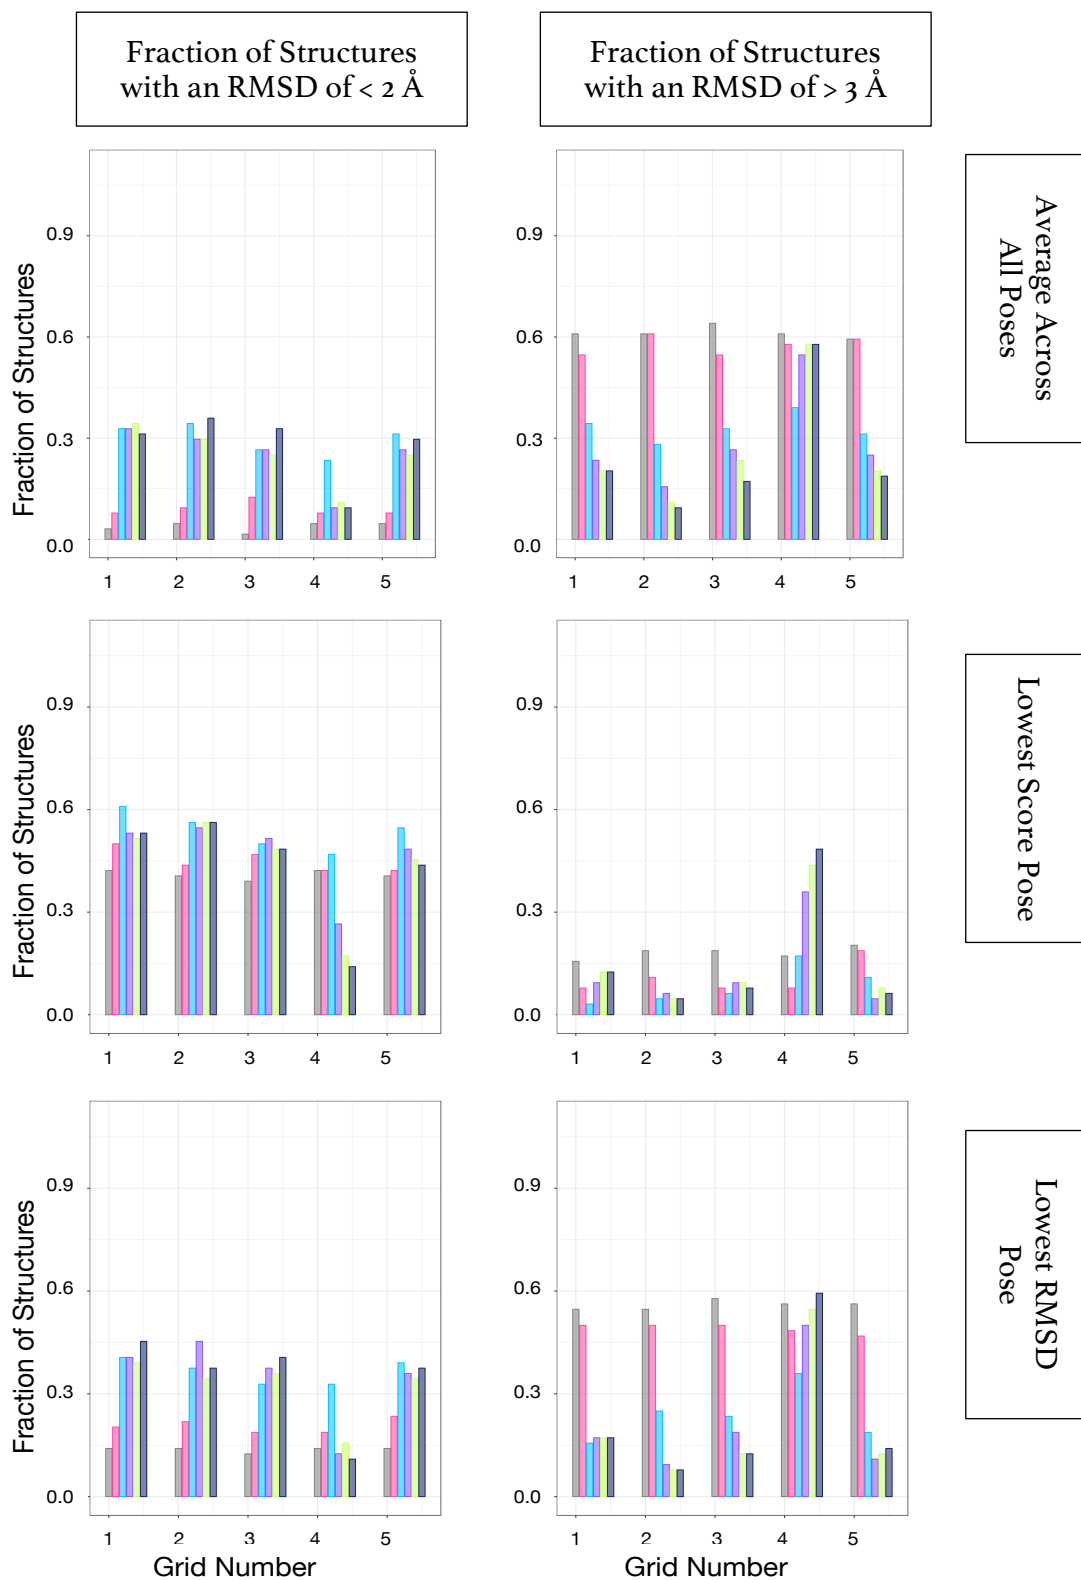 Fraction of Structures
with an RMSD of < 2 Å
Fraction of Structures
with an RMSD of > 3 Å
Average Across
All Poses
Fraction of Structures
0.9
0.6
0.3
0.0
1 2 3 4 5
0.9
0.6
0.3
0.0
1 2 3 4 5
Lowest Score Pose
Fraction of Structures
0.9
0.6
0.3
0.0
1 2 3 4 5
0.9
0.6
0.3
0.0
1 2 3 4 5
Lowest RMSD
Pose
Fraction of Structures
0.9
0.6
0.3
0.0
1 2 3 4 5
Grid Number
0.9
0.6
0.3
0.0
1 2 3 4 5
Grid Number